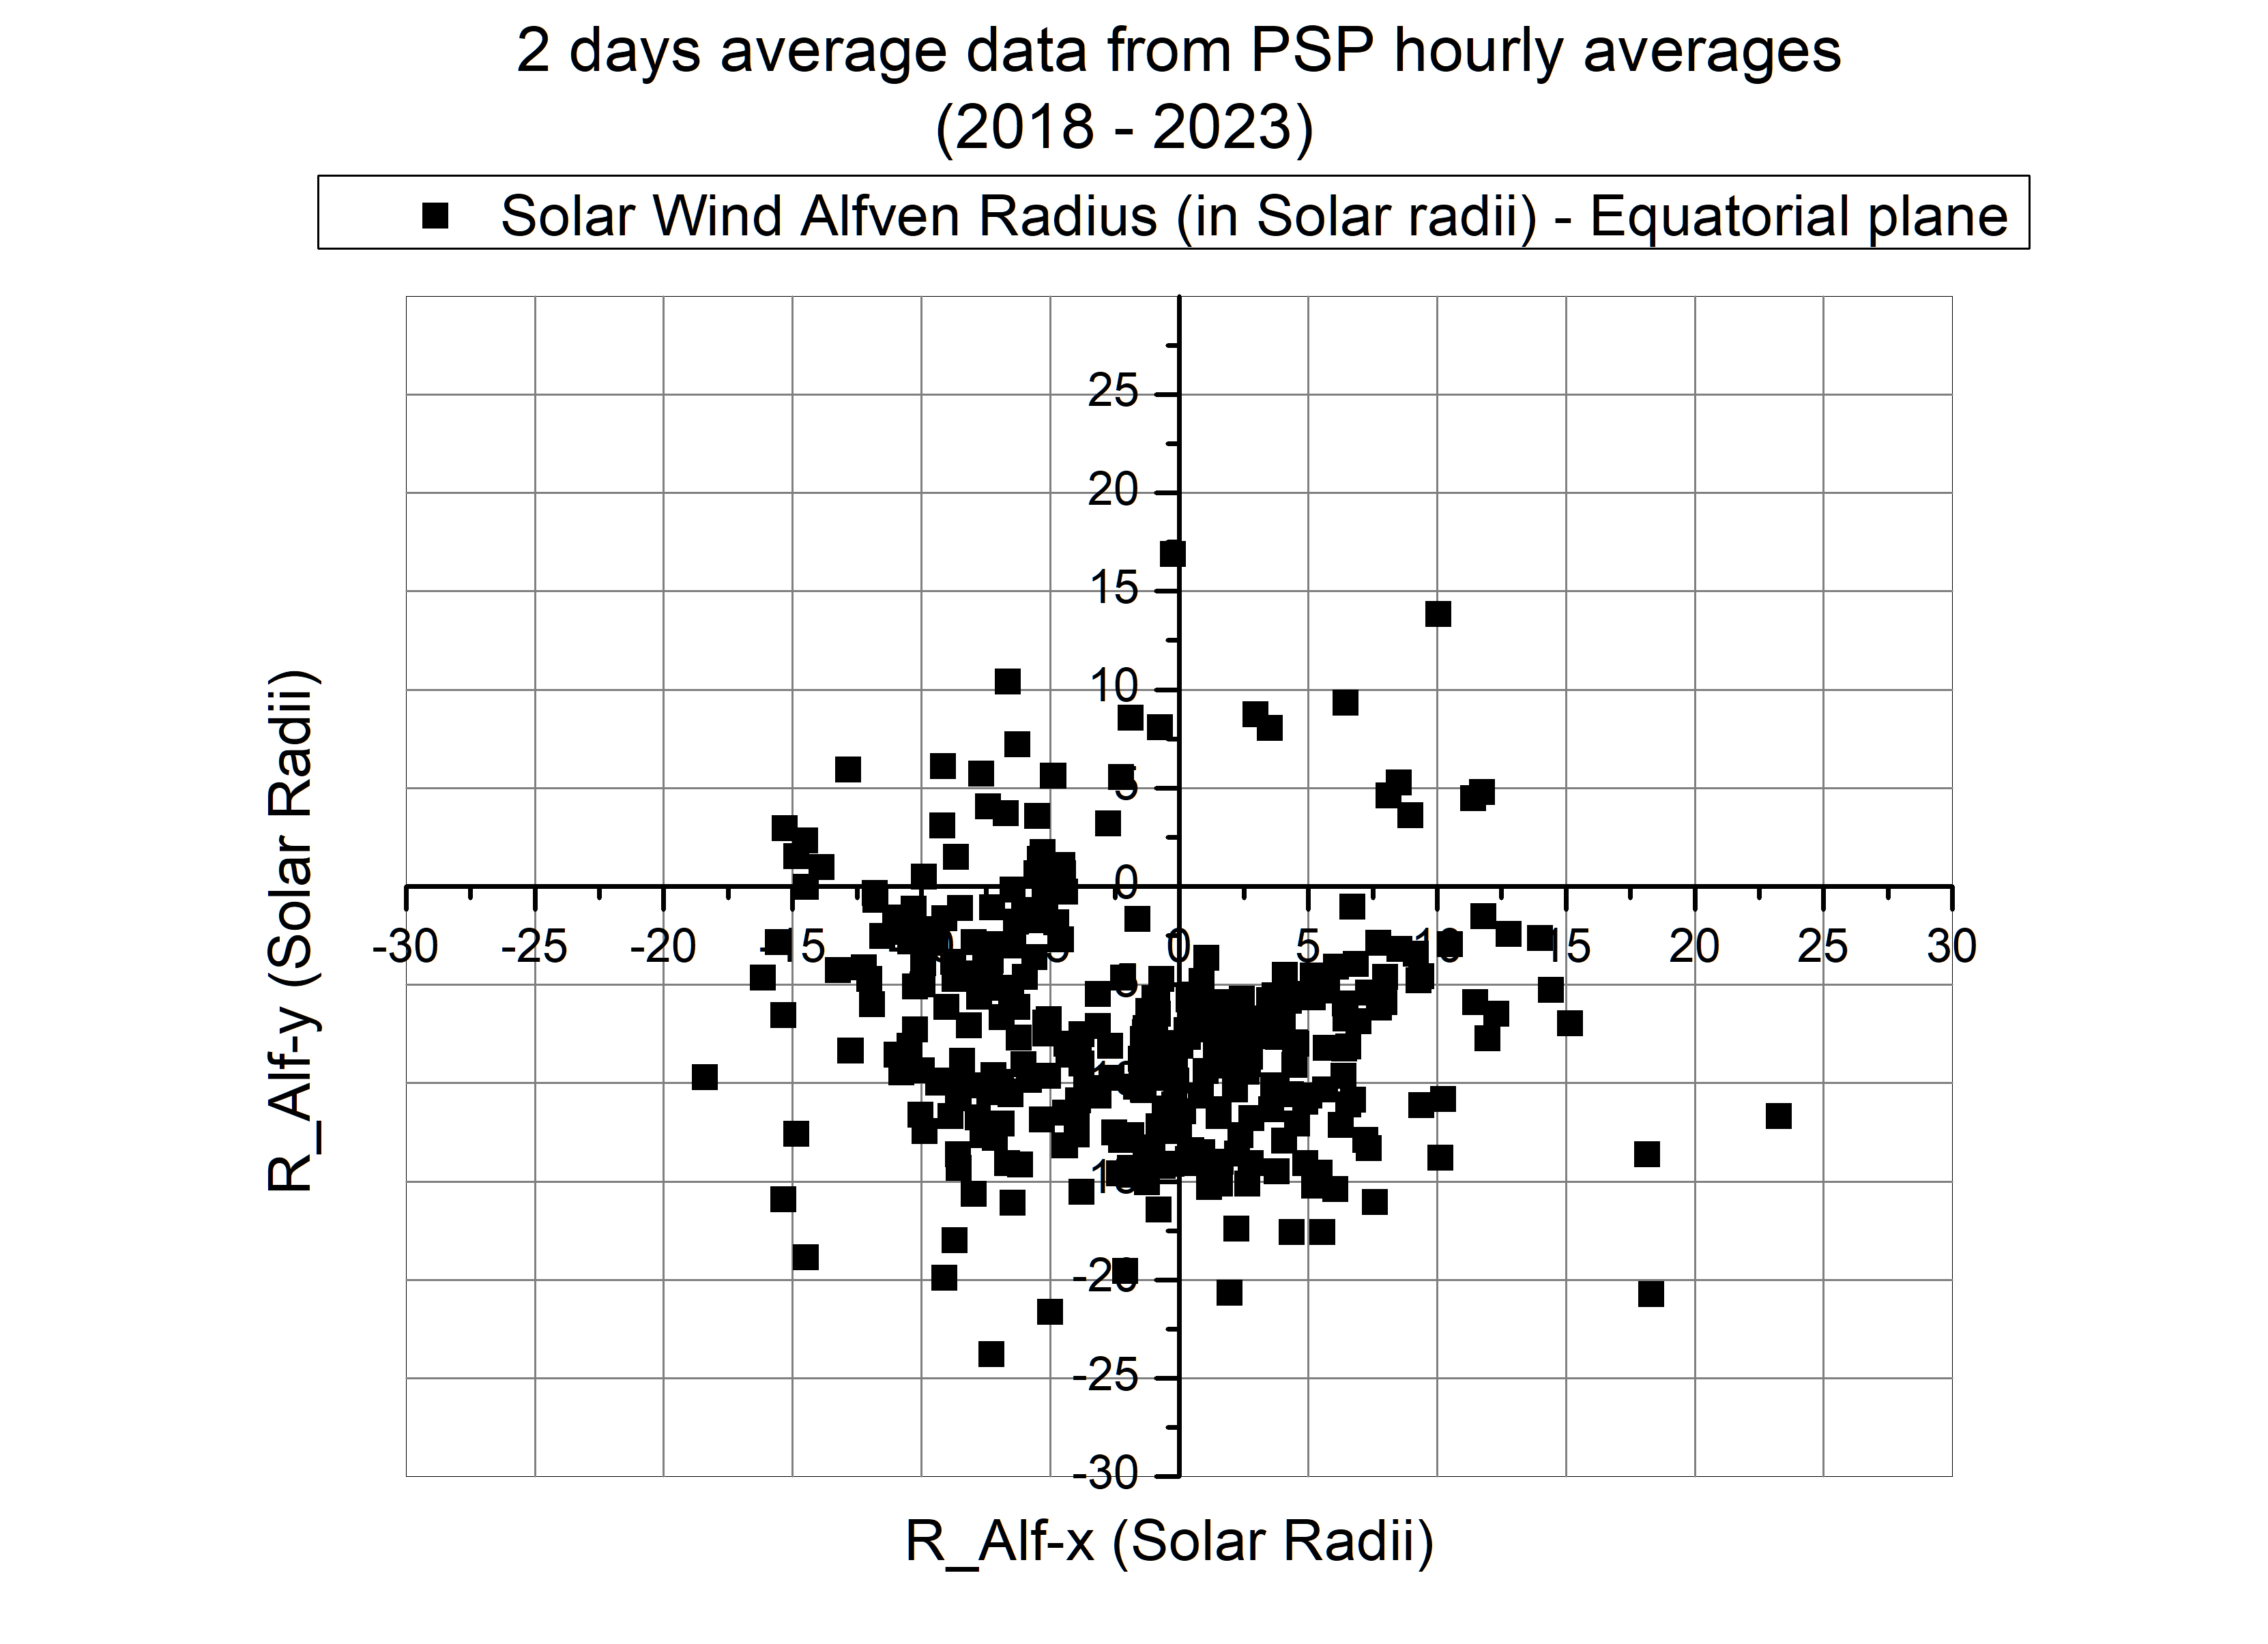 2 days average data from PSP hourly averages
(2018 - 2023)
Solar Wind Alfven Radius (in Solar radii) - Equatorial plane
25
20
15
10
5
0
-30 -25 -20 -15 0 5 10 15 20 25 30
-20
-25
-30
R_Alf-y (Solar Radii)
R_Alf-x (Solar Radii)